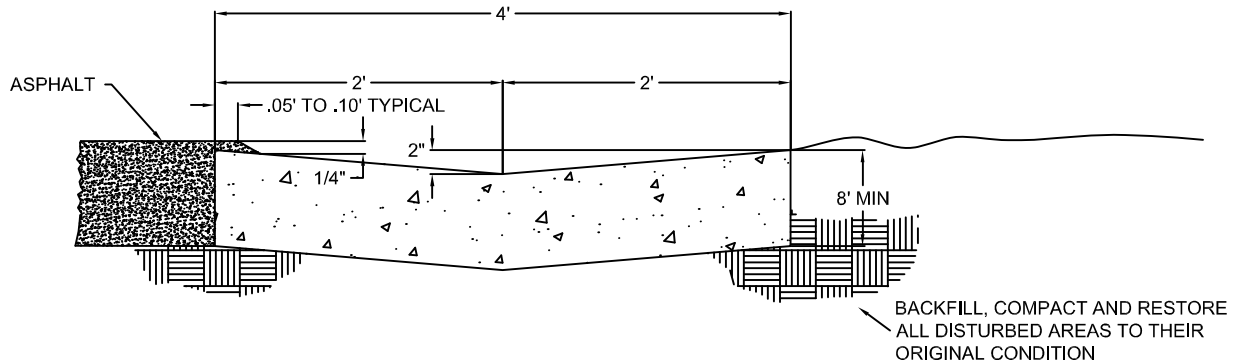 4'
2'
2'
ASPHALT
.05' TO .10' TYPICAL
2"
1/4"
8' MIN
BACKFILL, COMPACT AND RESTORE
ALL DISTURBED AREAS TO THEIR
ORIGINAL CONDITION